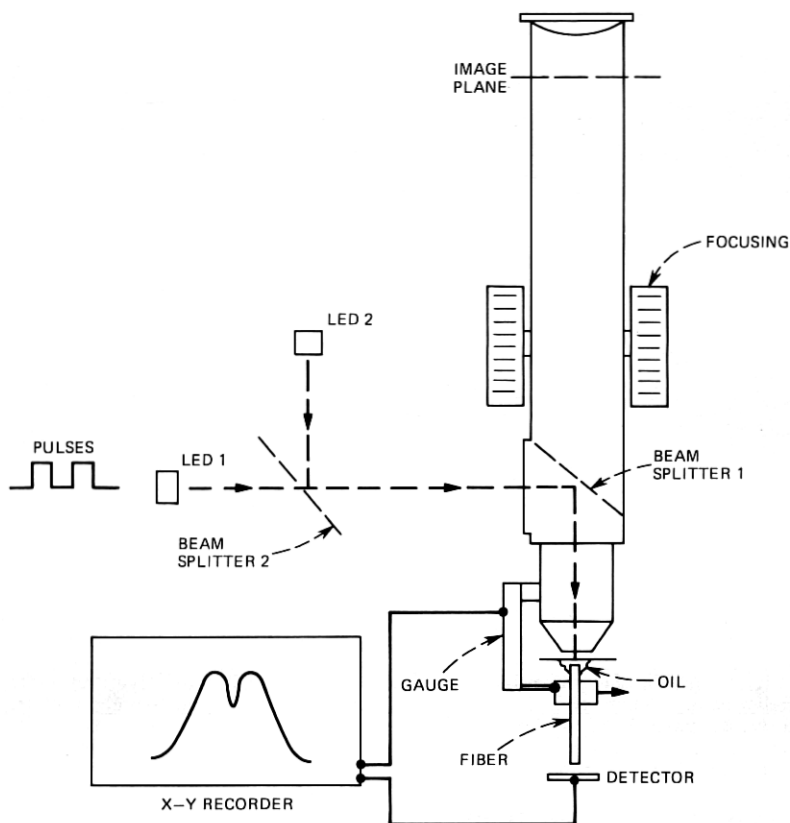 IMAGE
PLANE
FOCUSING
LED 2
PULSES
LED 1
BEAM
SPLITTER 1
BEAM
SPLITTER 2
GAUGE
OIL
FIBER
DETECTOR
X–Y RECORDER